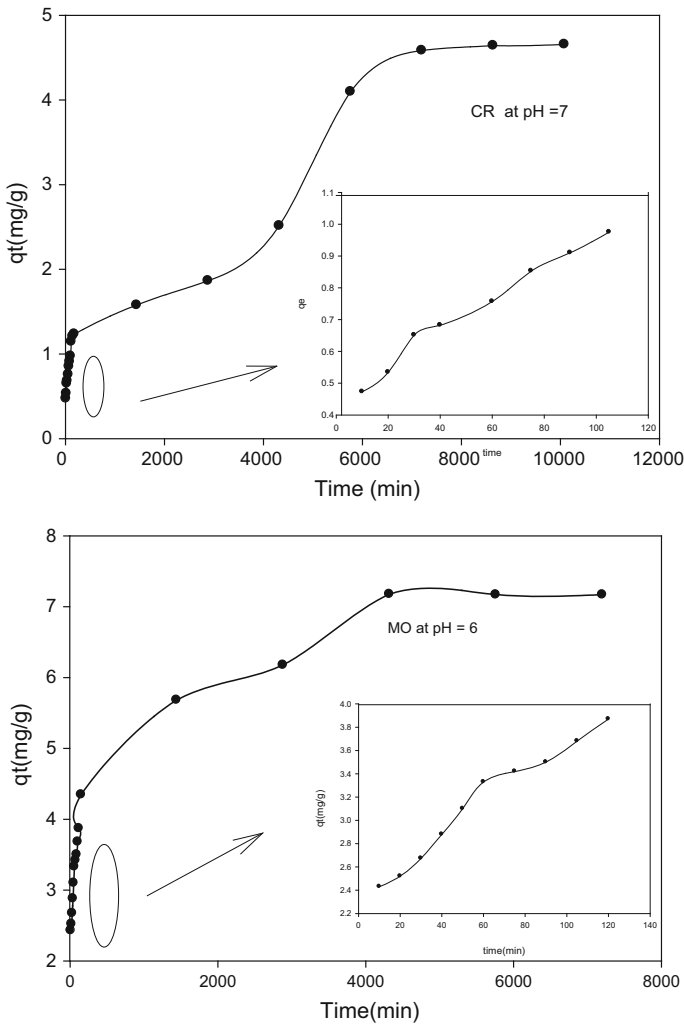 5
4
3
2
1
0
qt(mg/g)
CR at pH =7
1.1
1.0
0.9
0.8
0.7
0.6
0.5
0.4
qe
0 20 40 60 80 100 120
time
0 2000 4000 6000 8000 10000 12000
Time (min)
8
7
6
5
4
3
2
qt(mg/g)
MO at pH = 6
4.0
3.8
3.6
3.4
3.2
3.0
2.8
2.6
2.4
2.2
qt(mg/g)
0 20 40 60 80 100 120 140
time(min)
0 2000 4000 6000 8000
Time(min)